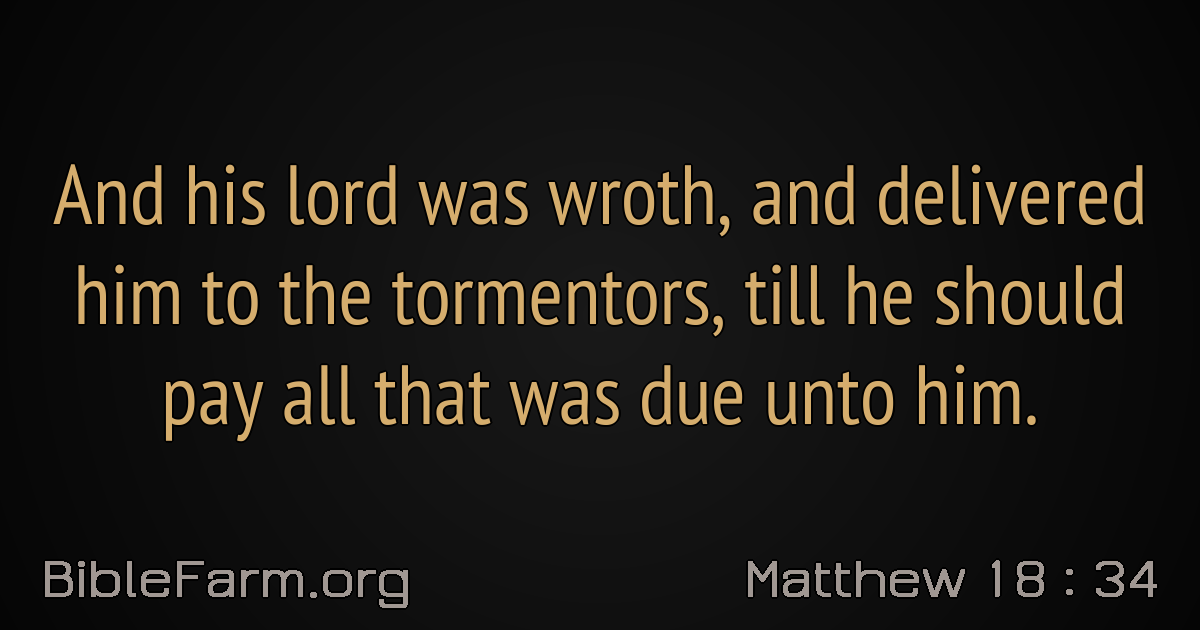 And his lord was wroth, and delivered
him to the tormentors, till he should
pay all that was due unto him.
BibleFarm.org
Matthew 18 : 34